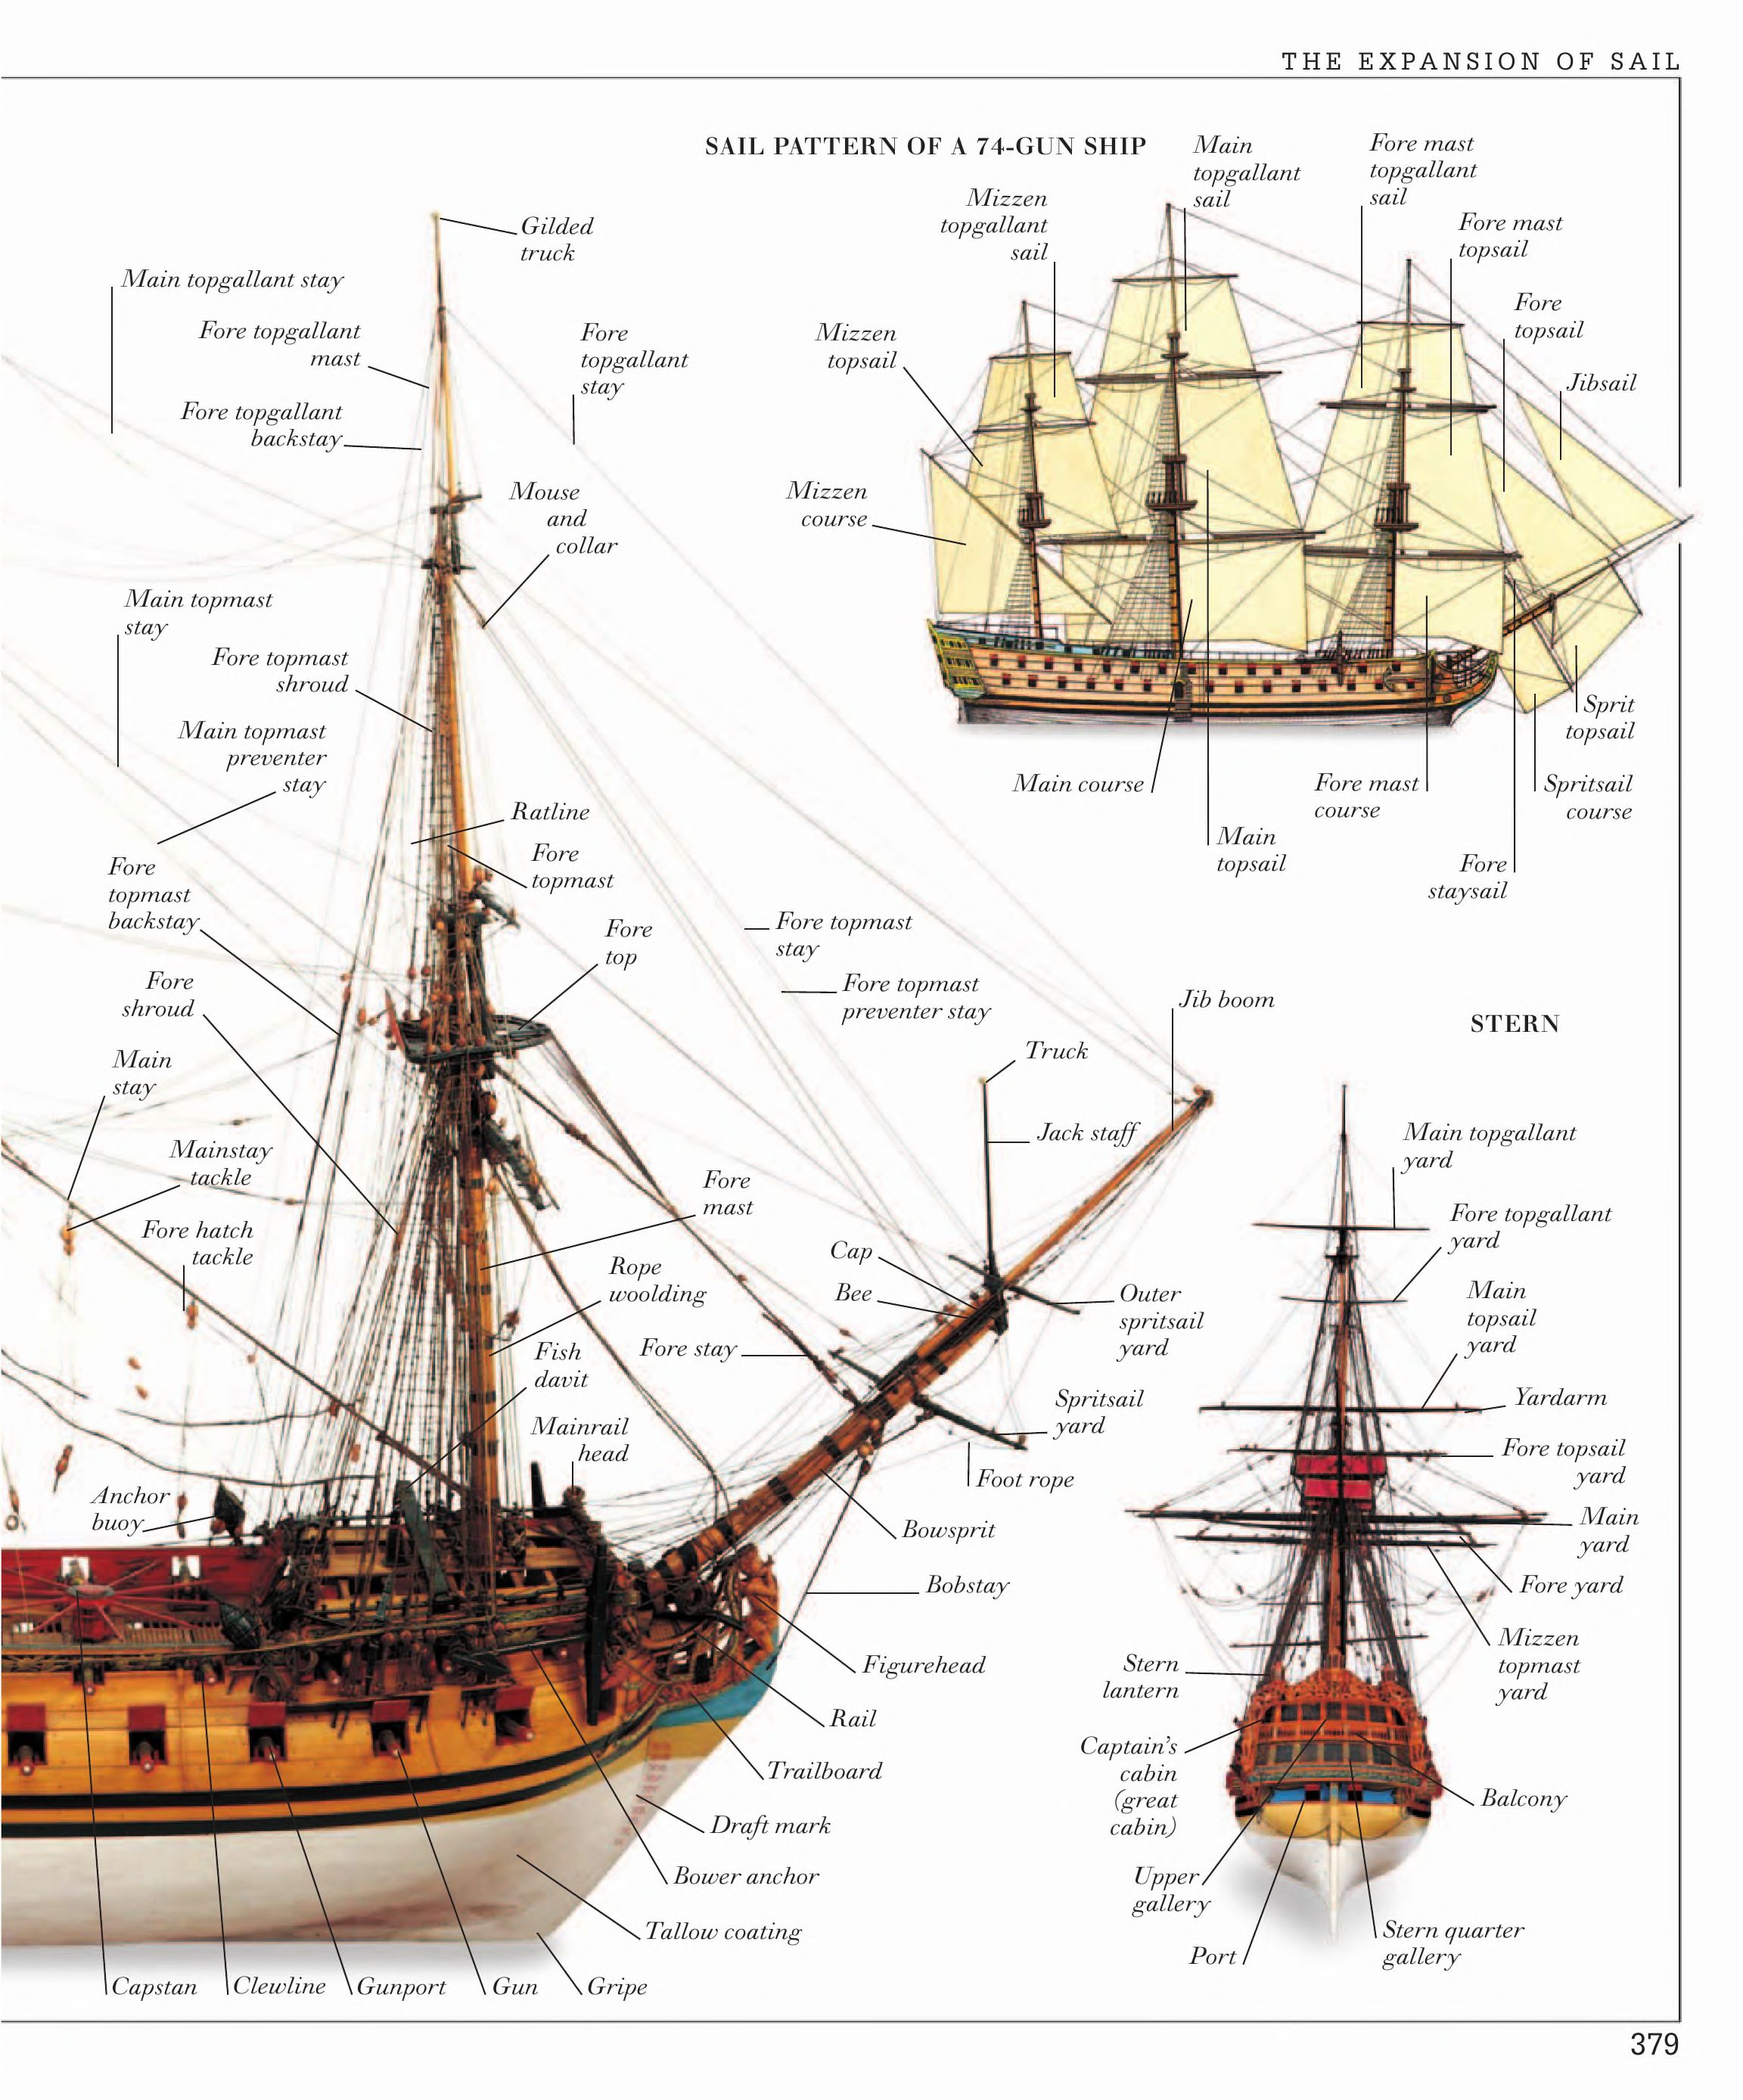 THE EXPANSION OF SAIL
SAIL PATTERN OF A 74-GUN SHIP
Main
topgallant
sail
Fore mast
topgallant
sail
Mizzen
topgallant
sail
Fore mast
topsail
Fore
topsail
Mizzen
topsail
Jibsail
Mizzen
course
Sprit
topsail
Main course
Fore mast
course
Spritsail
course
Main
topsail
Fore
staysail
Gilded
truck
Main topgallant stay
Fore topgallant
mast
Fore
topgallant
stay
Fore topgallant
backstay
Mouse
and
collar
Main topmast
stay
Fore topmast
shroud
Main topmast
preventer
stay
Ratline
Fore
topmast
Fore
topmast
backstay
Fore
top
Fore topmast
stay
Fore
shroud
Fore topmast
preventer stay
Jib boom
Main
stay
Truck
Jack staff
Mainstay
tackle
Fore
mast
Fore hatch
tackle
Cap
Rope
woolding
Bee
Outer
spritsail
yard
Fish
davit
Fore stay
Spritsail
yard
Mainrail
head
Foot rope
Anchor
buoy
Bowsprit
Bobstay
Figurehead
Rail
Trailboard
Draft mark
Bower anchor
Tallow coating
Capstan
Clewline
Gunport
Gun
Gripe
STERN
Main topgallant
yard
Fore topgallant
yard
Main
topsail
yard
Yardarm
Fore topsail
yard
Main
yard
Fore yard
Mizzen
topmast
yard
Stern
lantern
Captain's
cabin
(great
cabin)
Balcony
Upper
gallery
Stern quarter
gallery
Port
379